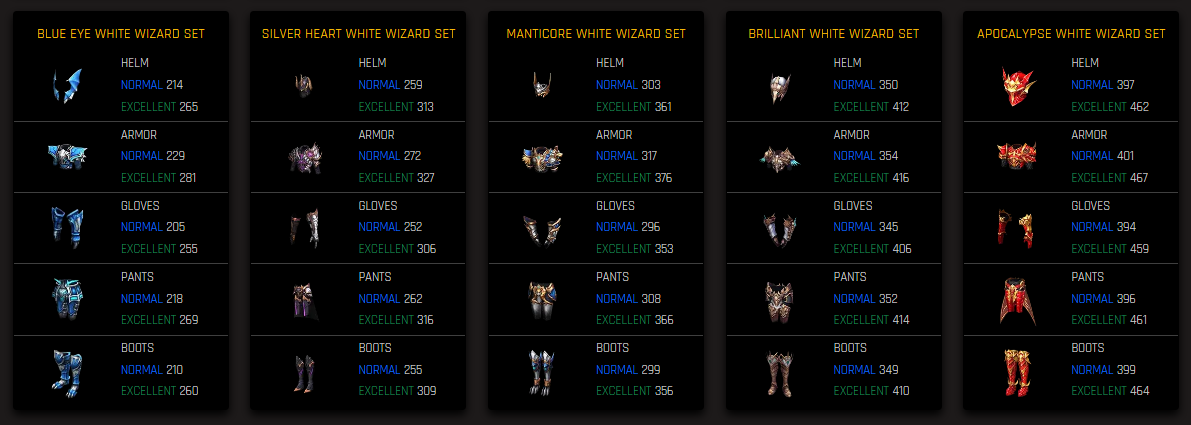 BLUE EYE WHITE WIZARD SET
HELM
NORMAL 214
EXCELLENT 265
ARMOR
NORMAL 229
EXCELLENT 281
GLOVES
NORMAL 205
EXCELLENT 255
PANTS
NORMAL 218
EXCELLENT 269
BOOTS
NORMAL 210
EXCELLENT 260
SILVER HEART WHITE WIZARD SET
HELM
NORMAL 259
EXCELLENT 313
ARMOR
NORMAL 272
EXCELLENT 327
GLOVES
NORMAL 252
EXCELLENT 306
PANTS
NORMAL 262
EXCELLENT 316
BOOTS
NORMAL 255
EXCELLENT 309
MANTICORE WHITE WIZARD SET
HELM
NORMAL 303
EXCELLENT 361
ARMOR
NORMAL 317
EXCELLENT 376
GLOVES
NORMAL 296
EXCELLENT 353
PANTS
NORMAL 308
EXCELLENT 366
BOOTS
NORMAL 299
EXCELLENT 356
BRILLIANT WHITE WIZARD SET
HELM
NORMAL 350
EXCELLENT 412
ARMOR
NORMAL 354
EXCELLENT 416
GLOVES
NORMAL 345
EXCELLENT 406
PANTS
NORMAL 352
EXCELLENT 414
BOOTS
NORMAL 349
EXCELLENT 410
APOCALYPSE WHITE WIZARD SET
HELM
NORMAL 397
EXCELLENT 462
ARMOR
NORMAL 401
EXCELLENT 467
GLOVES
NORMAL 394
EXCELLENT 459
PANTS
NORMAL 396
EXCELLENT 461
BOOTS
NORMAL 399
EXCELLENT 464